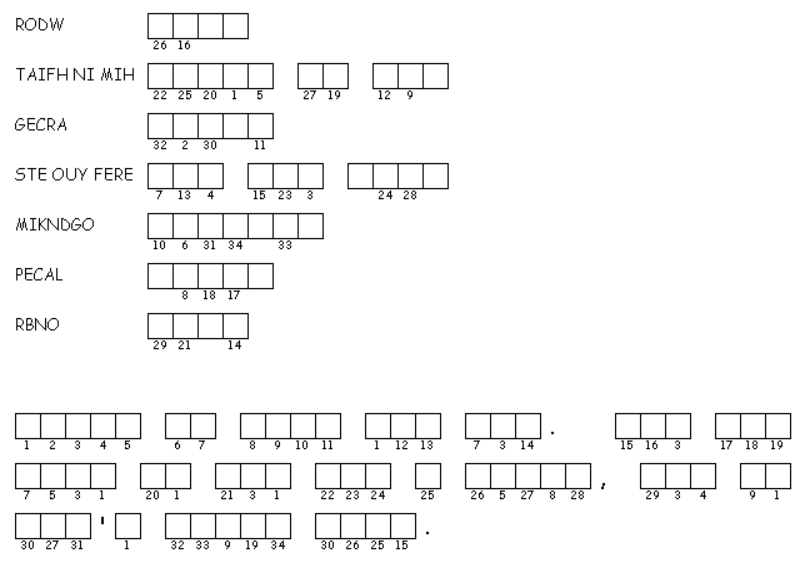 RODW
26 16
TAIFH NI MIH
22 25 20 1 5 27 19 12 9
GECRA
32 2 30 11
STE OUY FERE
7 13 4 15 23 3 24 28
MIKNDGO
10 6 31 34 33
PECAL
8 18 17
RBNO
29 21 14
.
1 2 3 4 5 6 7 8 9 10 11 1 12 13 7 3 14 15 16 3 17 18 19
,
7 5 3 1 20 1 21 3 1 22 23 24 25 26 5 27 8 28 29 3 4 9 1
' .
30 27 31 1 32 33 9 19 34 30 26 25 15